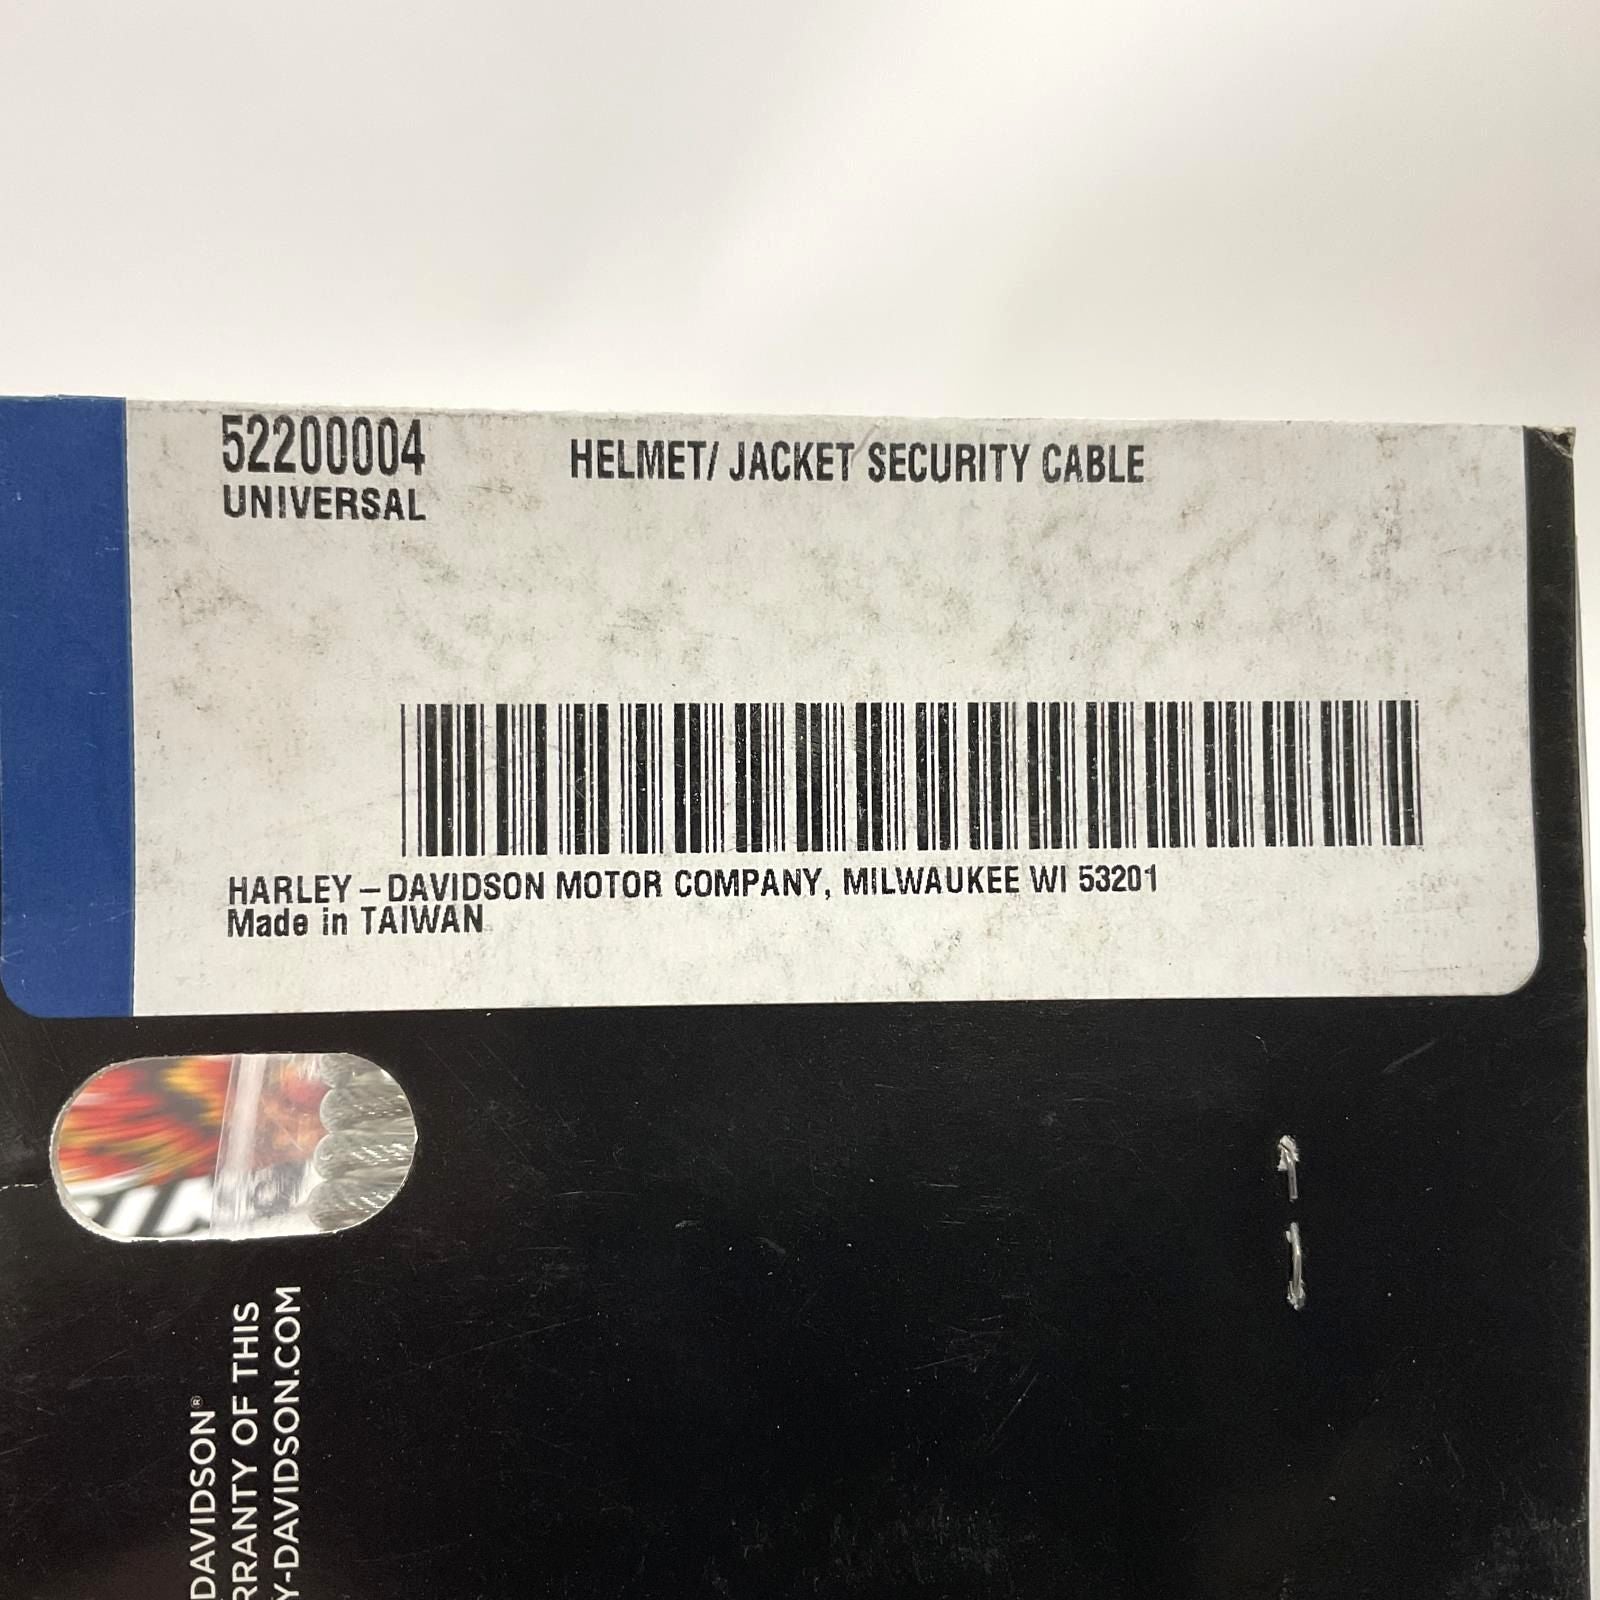 52200004
HELMET/ JACKET SECURITY CABLE
UNIVERSAL
HARLEY-DAVIDSON MOTOR COMPANY, MILWAUKEE WI 53201
Made in TAIWAN
DAVIDSON®
RRANTY OF THIS
Y-DAVIDSON.COM